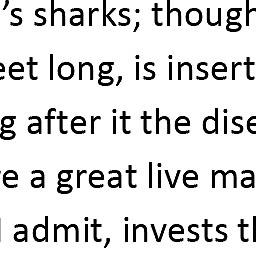 's sharks; though
eet long, is insert
g after it the dise
e a great live ma
I admit, invests th